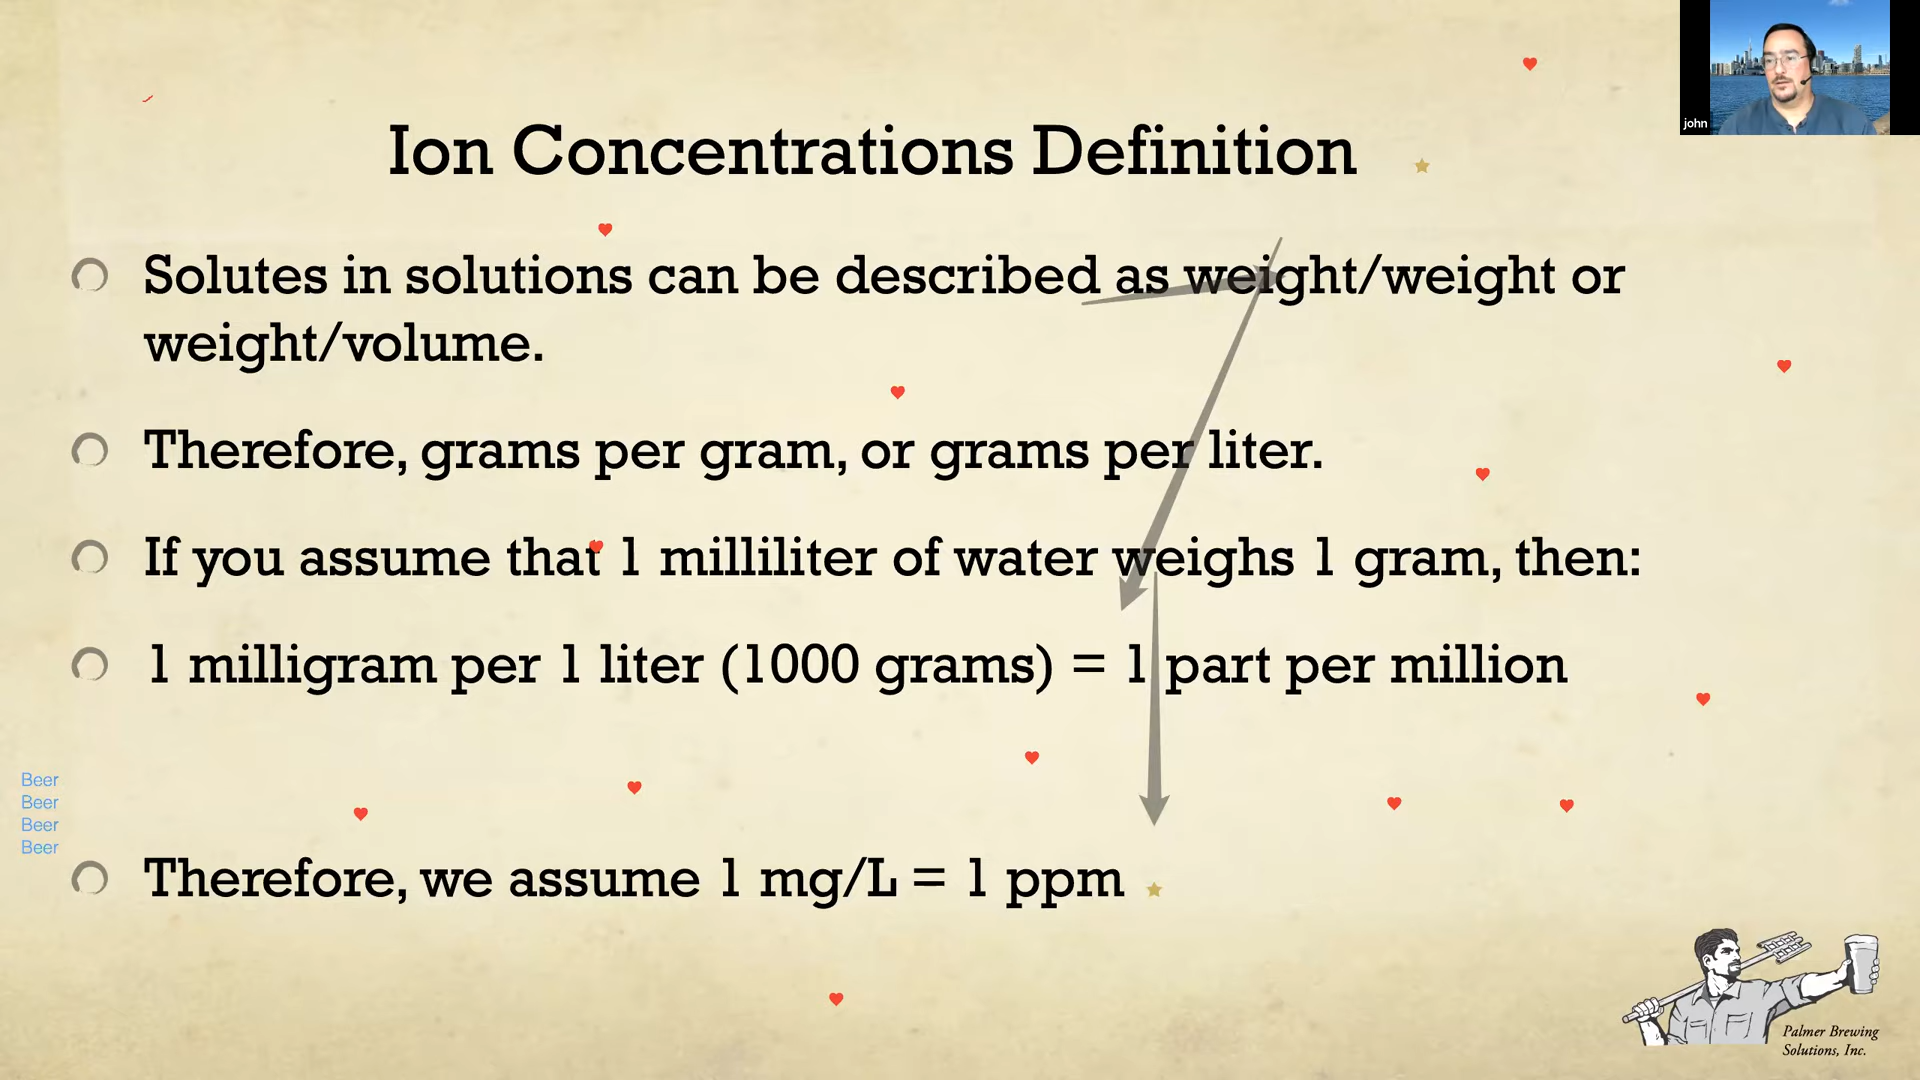 john
Ion Concentrations Definition
Solutes in solutions can be described as weight/weight or
weight/volume.
Therefore, grams per gram, or grams per liter.
If you assume that 1 milliliter of water weighs 1 gram, then:
1 milligram per 1 liter (1000 grams) = 1 part per million
Beer
Beer
Beer
Beer
Therefore, we assume 1 mg/L = 1 ppm
Palmer Brewing
Solutions, Inc.